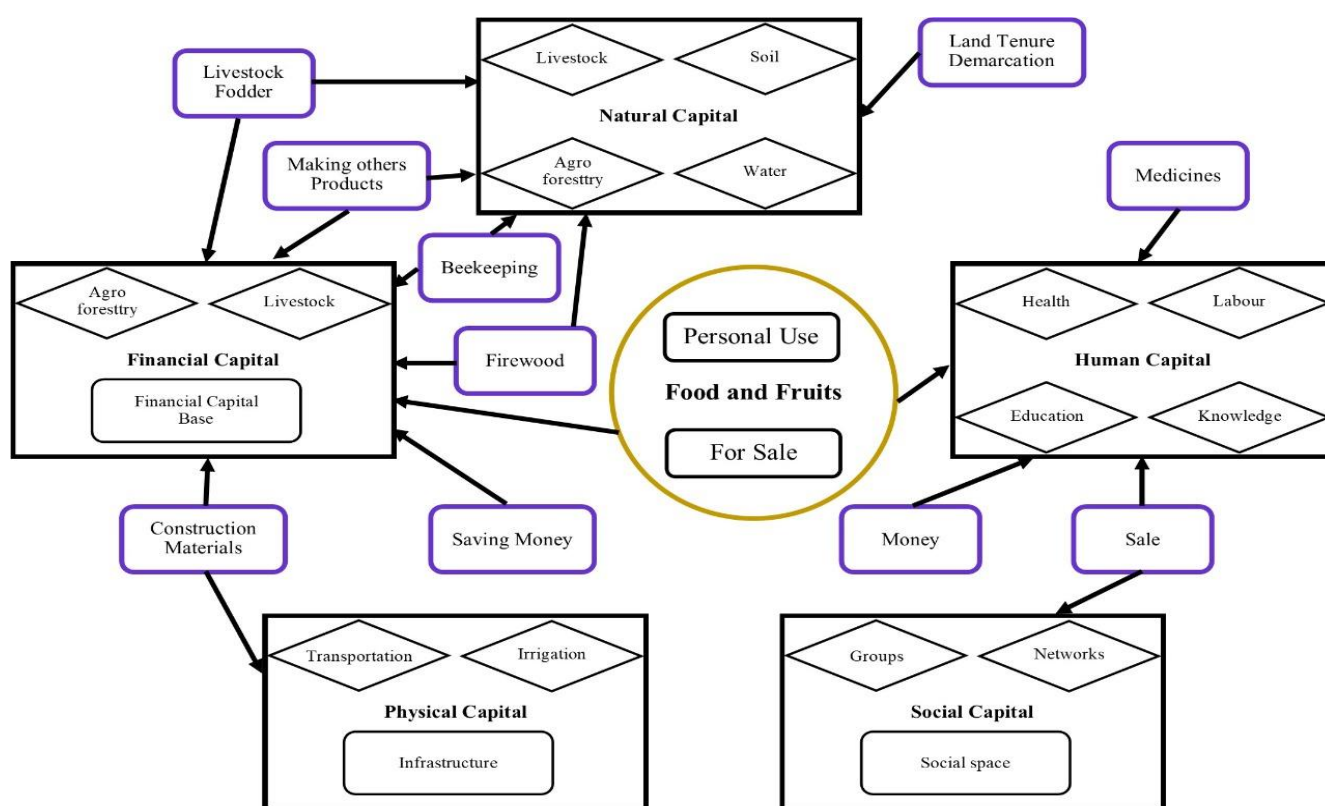 Livestock
Fodder
Livestock
Soil
Natural Capital
Agro
foresttry
Water
Land Tenure
Demarcation
Making others
Products
Medicines
Beekeeping
Agro
foresttry
Livestock
Financial Capital
Financial Capital
Base
Firewood
Personal Use
Food and Fruits
For Sale
Health
Labour
Human Capital
Education
Knowledge
Construction
Materials
Saving Money
Money
Sale
Transportation
Irrigation
Physical Capital
Infrastructure
Groups
Networks
Social Capital
Social space